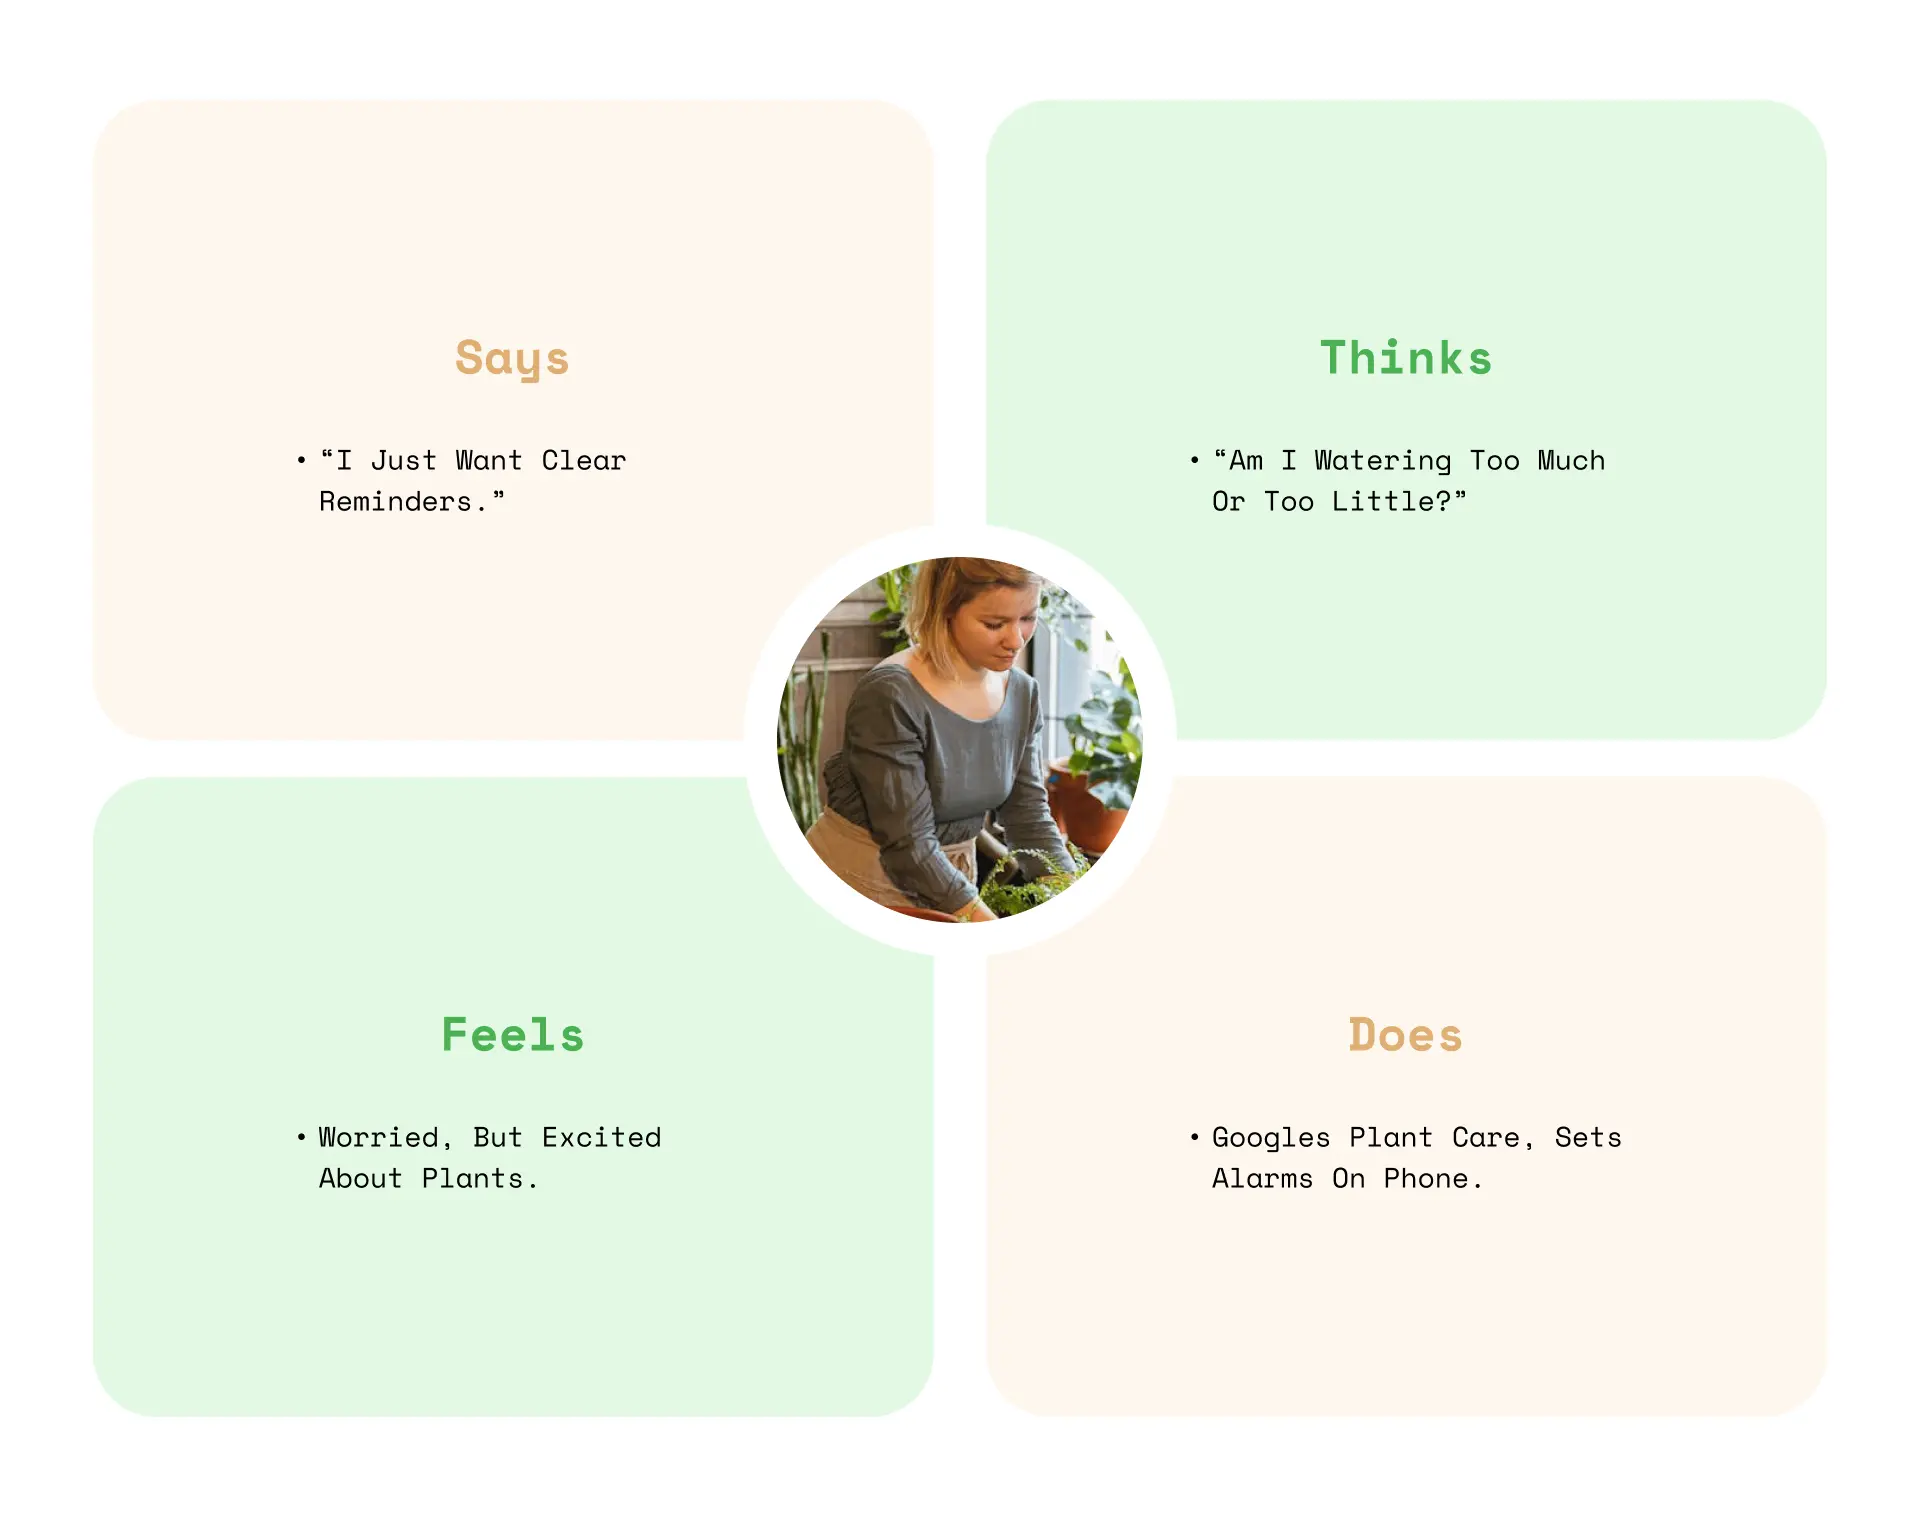 Says
• “I Just Want Clear
Reminders.”
Thinks
• “Am I Watering Too Much
Or Too Little?”
Feels
• Worried, But Excited
About Plants.
Does
• Googles Plant Care, Sets
Alarms On Phone.